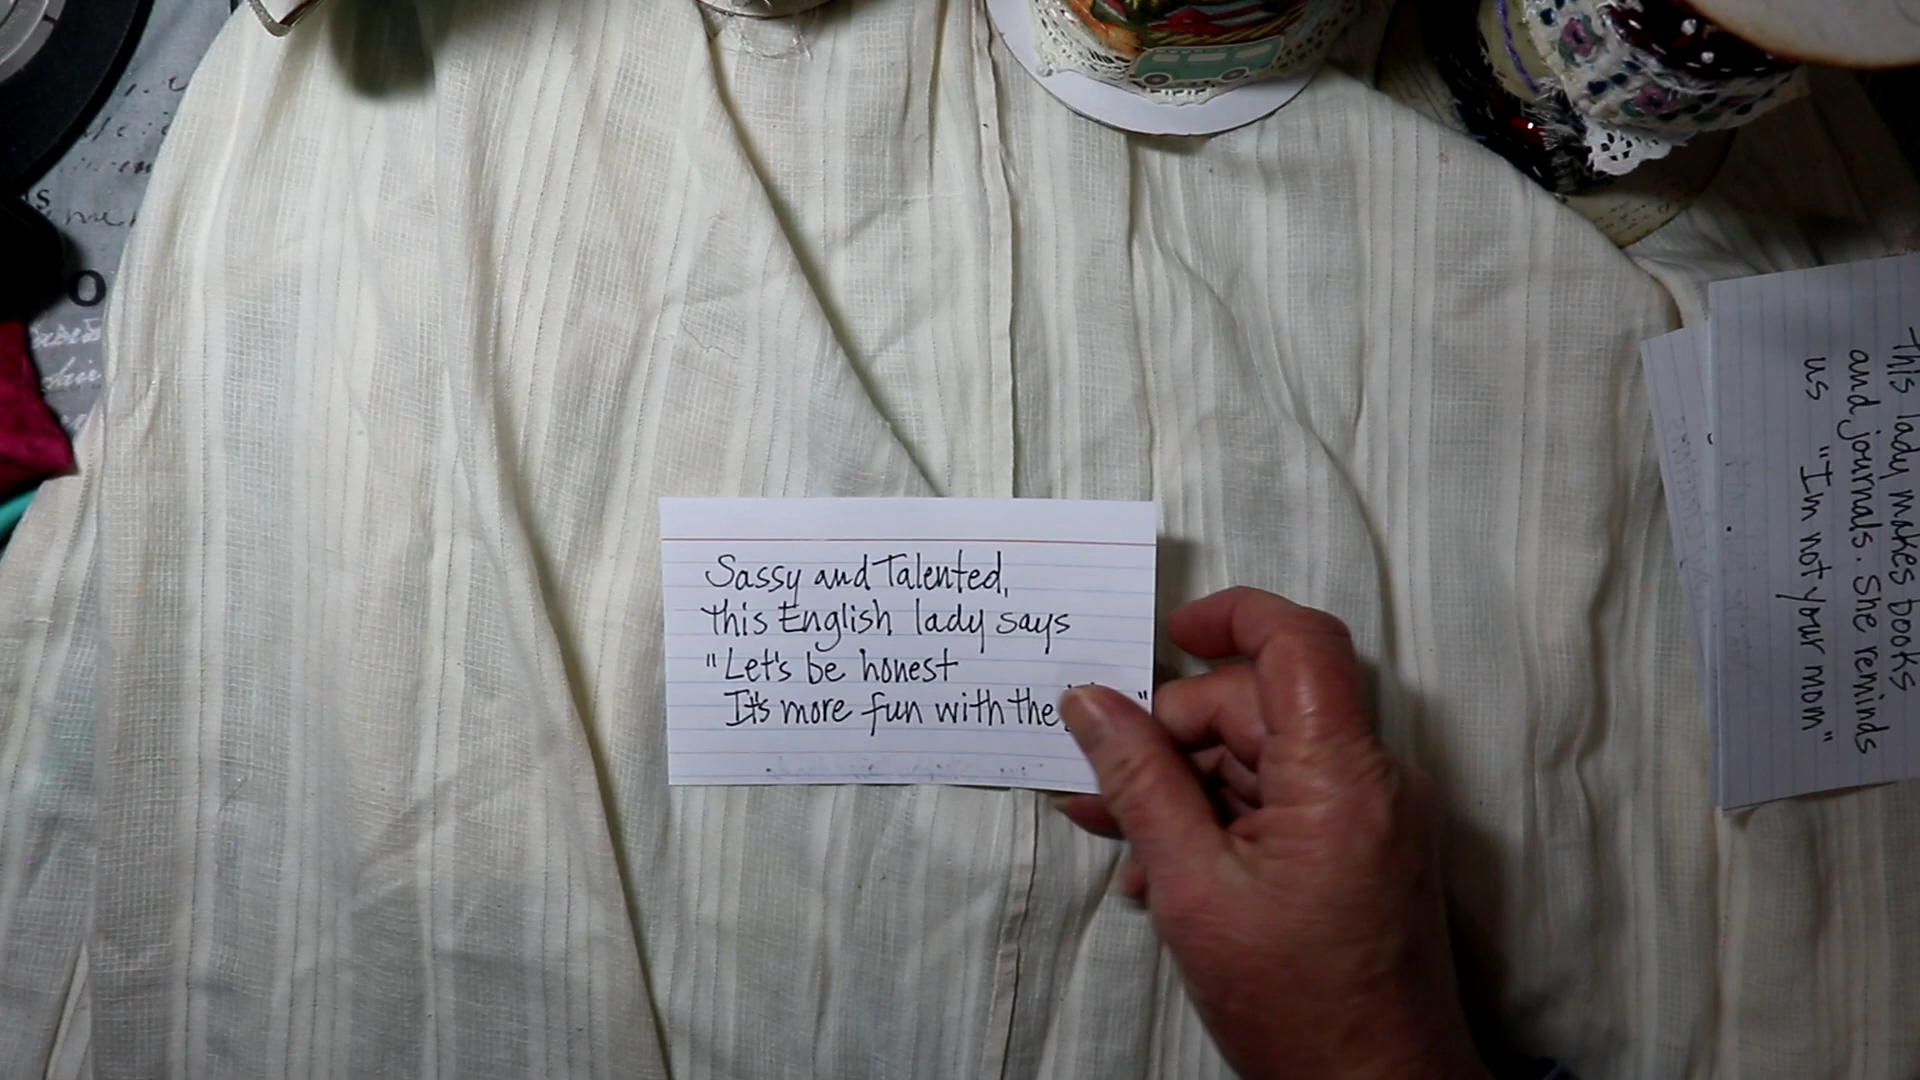 Sassy and Talented,
this English lady says
"Let's be honest
It's more fun with the "
This lady makes books
and journals. She reminds
us "I'm not your mom"